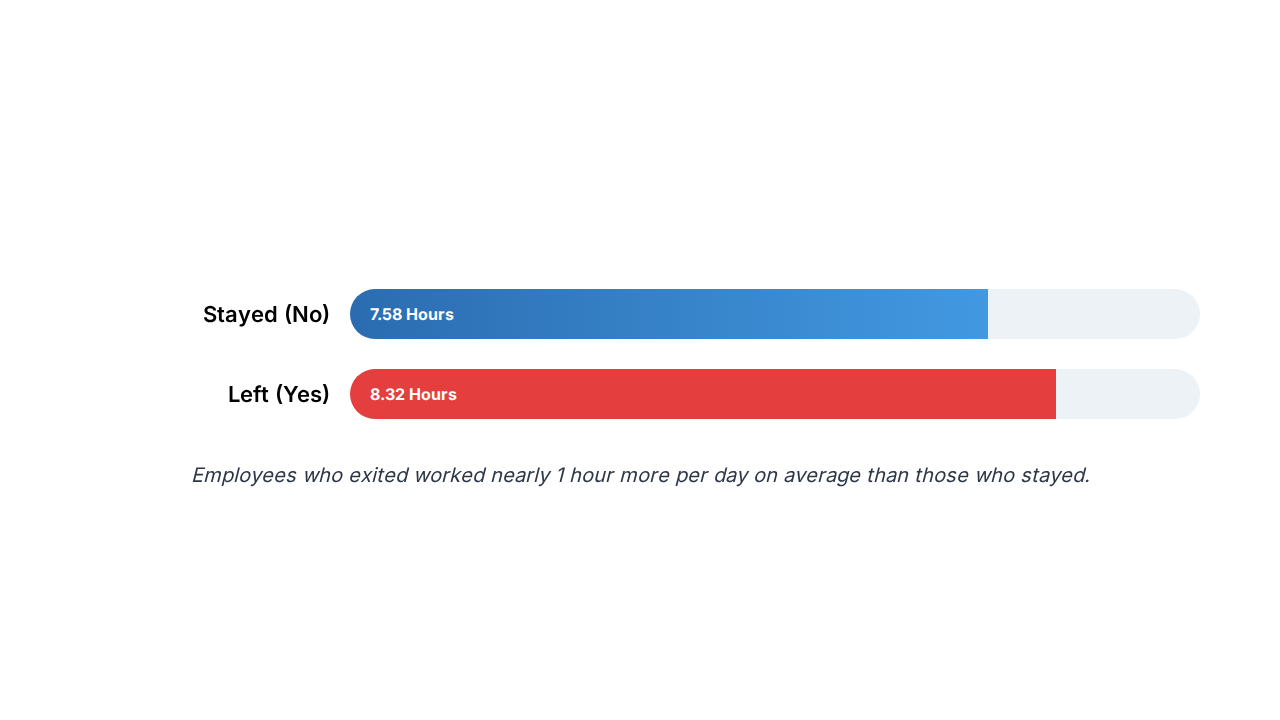 Stayed (No)
7.58 Hours
Left (Yes)
8.32 Hours
Employees who exited worked nearly 1 hour more per day on average than those who stayed.